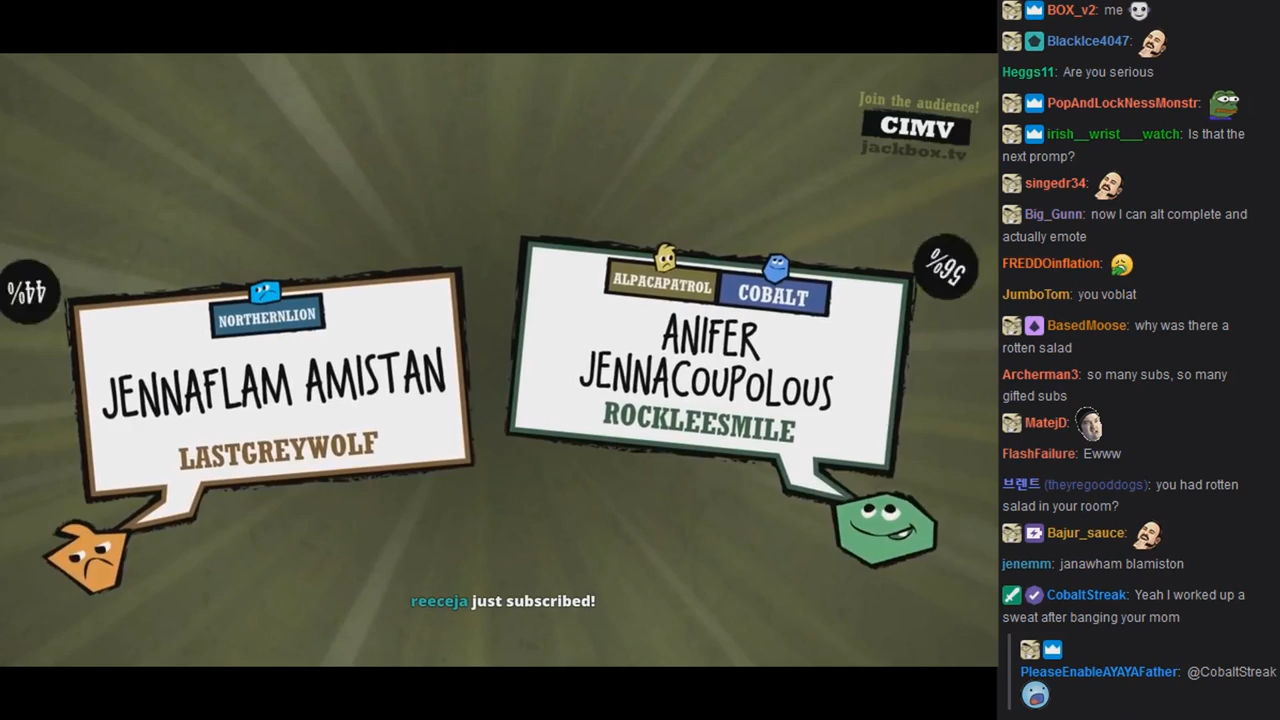 Join the audience!
CIMV
jackbox.tv
44%
NORTHERNLION
JENNAFLAM AMISTAN
LASTGREYWOLF
56%
ALPACAPATROL
COBALT
ANIFER
JENNACOUPOLOUS
ROCKLEESMILE
reeceja just subscribed!
BOX_v2: me
BlackIce4047:
Heggs11: Are you serious
PopAndLockNessMonstr:
irish__wrist___watch: Is that the
next promp?
singedr34:
Big_Gunn: now I can alt complete and
actually emote
FREDDOinflation:
JumboTom: you voblat
BasedMoose: why was there a
rotten salad
Archerman3: so many subs, so many
gifted subs
MatejD:
FlashFailure: Ewww
브렌트 (theyregooddogs): you had rotten
salad in your room?
Bajur_sauce:
jenemm: janawham blamiston
CobaltStreak: Yeah I worked up a
sweat after banging your mom
PleaseEnableAYAYAFather: @CobaltStreak